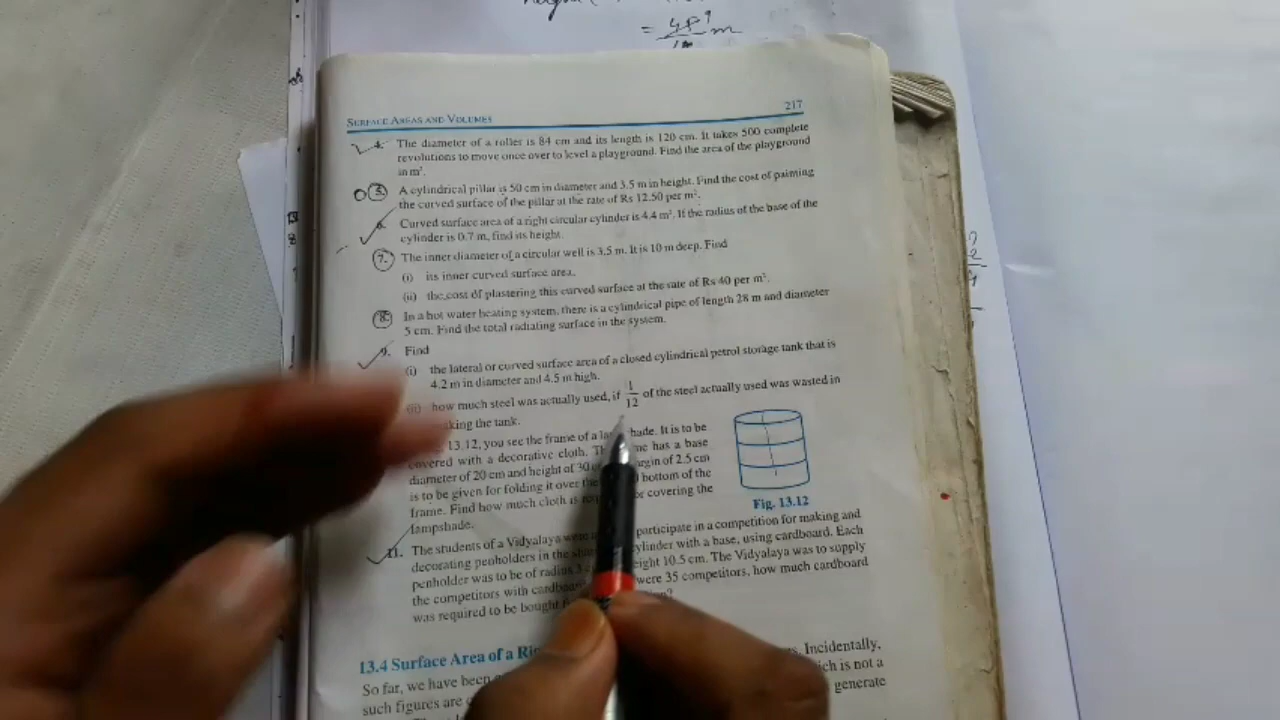 = 48 m
217
SURFACE AREAS AND VOLUMES
4. The diameter of a roller is 84 cm and its length is 120 cm. It takes 500 complete
revolutions to move once over to level a playground. Find the area of the playground
in m².
5. A cylindrical pillar is 50 cm in diameter and 3.5 m in height. Find the cost of painting
the curved surface of the pillar at the rate of Rs 12.50 per m².
6. Curved surface area of a right circular cylinder is 4.4 m². If the radius of the base of the
cylinder is 0.7 m, find its height.
7. The inner diameter of a circular well is 3.5 m. It is 10 m deep. Find
(i) its inner curved surface area.
(ii) the cost of plastering this curved surface at the rate of Rs 40 per m².
8. In a hot water heating system, there is a cylindrical pipe of length 28 m and diameter
5 cm. Find the total radiating surface in the system.
9. Find
(i) the lateral or curved surface area of a closed cylindrical petrol storage tank that is
4.2 m in diameter and 4.5 m high.
(ii) how much steel was actually used, if 1/12 of the steel actually used was wasted in
king the tank.
13.12, you see the frame of a hade. It is to be
covered with a decorative cloth. me has a base
diameter of 20 cm and height of 30 rgin of 2.5 cm
is to be given for folding it over the bottom of the
frame. Find how much cloth is covering the
lampshade.
Fig. 13.12
11. The students of a Vidyalaya were participate in a competition for making and
decorating penholders in the cylinder with a base, using cardboard. Each
penholder was to be of radius 3 eight 10.5 cm. The Vidyalaya was to supply
the competitors with were 35 competitors, how much cardboard
was required to be bought
13.4 Surface Area of a Ri
So far, we have been Incidentally,
such figures are hich is not a
generate